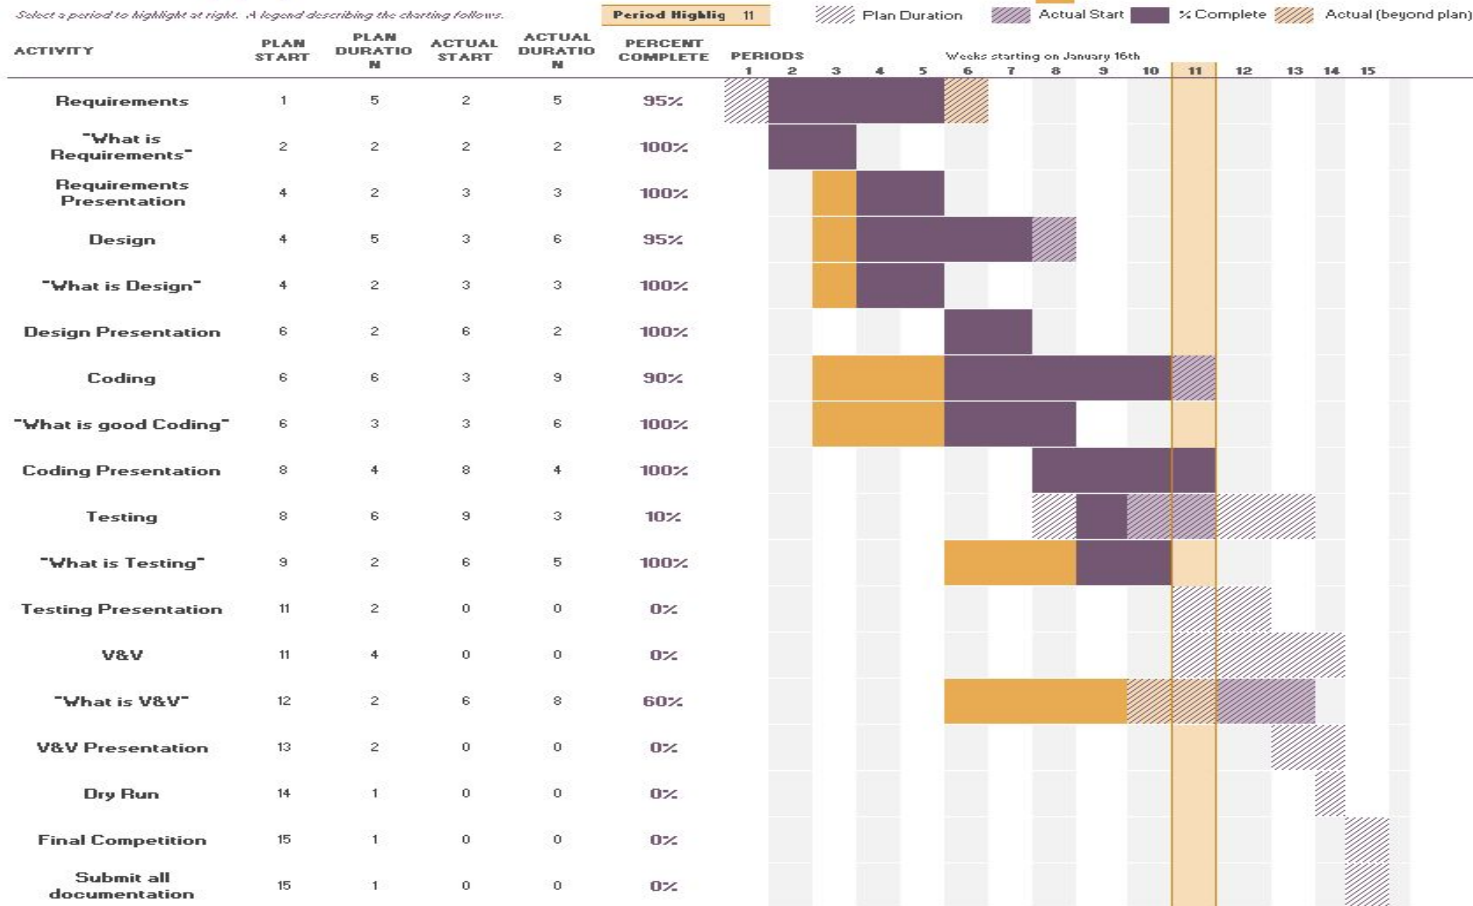 Select a period to highlight at right. A legend describing the charting follows.
Period Highlig 11
Plan Duration
Actual Start
% Complete
Actual (beyond plan)
ACTIVITY
PLAN START
PLAN DURATIO N
ACTUAL START
ACTUAL DURATIO N
PERCENT COMPLETE
PERIODS
Weeks starting on January 16th
1 2 3 4 5 6 7 8 9 10 11 12 13 14 15
Requirements 1 5 2 5 95%
"What is
Requirements" 2 2 2 2 100%
Requirements
Presentation 4 2 3 3 100%
Design 4 5 3 6 95%
"What is Design" 4 2 3 3 100%
Design Presentation 6 2 6 2 100%
Coding 6 6 3 9 90%
"What is good Coding" 6 3 3 6 100%
Coding Presentation 8 4 8 4 100%
Testing 8 6 9 3 10%
"What is Testing" 9 2 6 5 100%
Testing Presentation 11 2 0 0 0%
V&V 11 4 0 0 0%
"What is V&V" 12 2 6 8 60%
V&V Presentation 13 2 0 0 0%
Dry Run 14 1 0 0 0%
Final Competition 15 1 0 0 0%
Submit all
documentation 15 1 0 0 0%